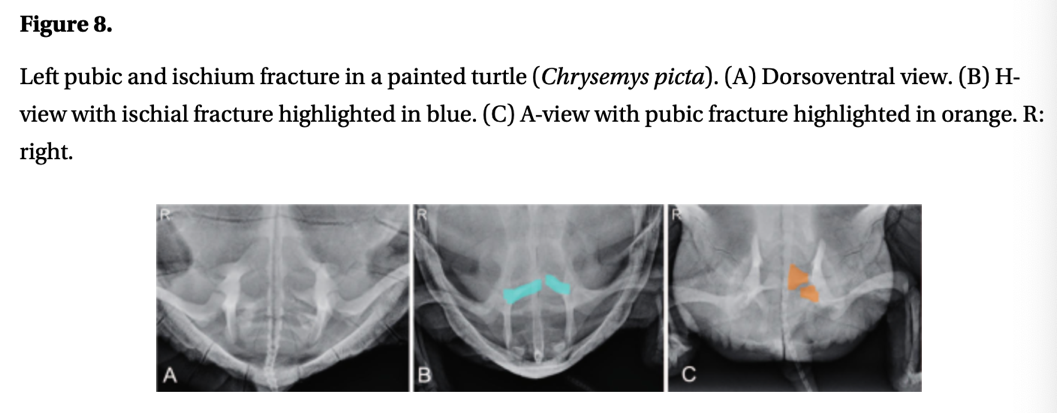 Figure 8.
Left pubic and ischium fracture in a painted turtle (Chrysemys picta). (A) Dorsoventral view. (B) H-
view with ischial fracture highlighted in blue. (C) A-view with pubic fracture highlighted in orange. R:
right.
R R R
A B C